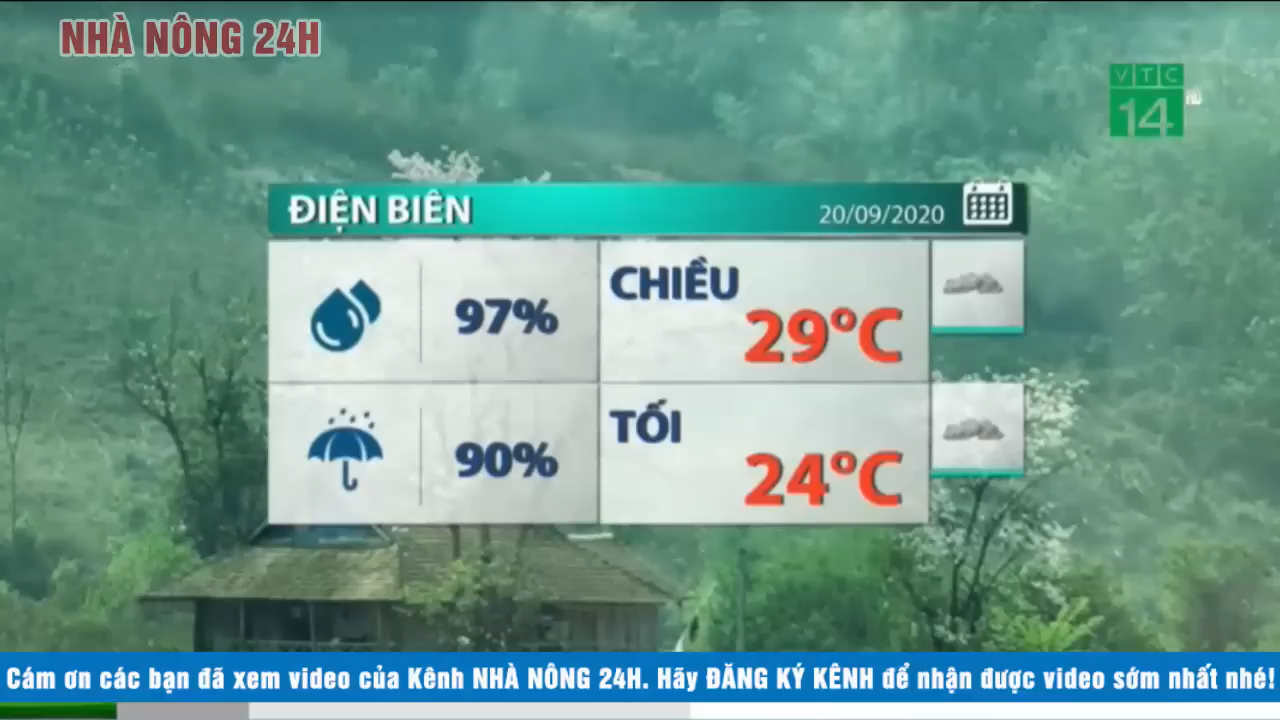 NHÀ NÔNG 24H
VTC
14
HD
ĐIỆN BIÊN
20/09/2020
97%
CHIỀU
29°C
90%
TỐI
24°C
Cám ơn các bạn đã xem video của Kênh NHÀ NÔNG 24H. Hãy ĐĂNG KÝ KÊNH để nhận được video sớm nhất nhé!